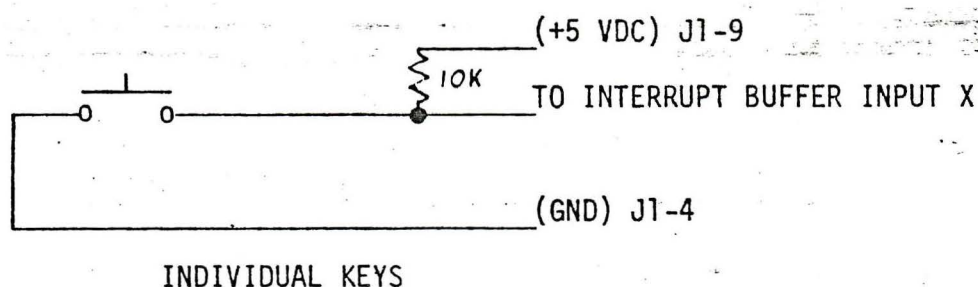 (+5 VDC) J1-9
10K
TO INTERRUPT BUFFER INPUT X
(GND) J1-4
INDIVIDUAL KEYS